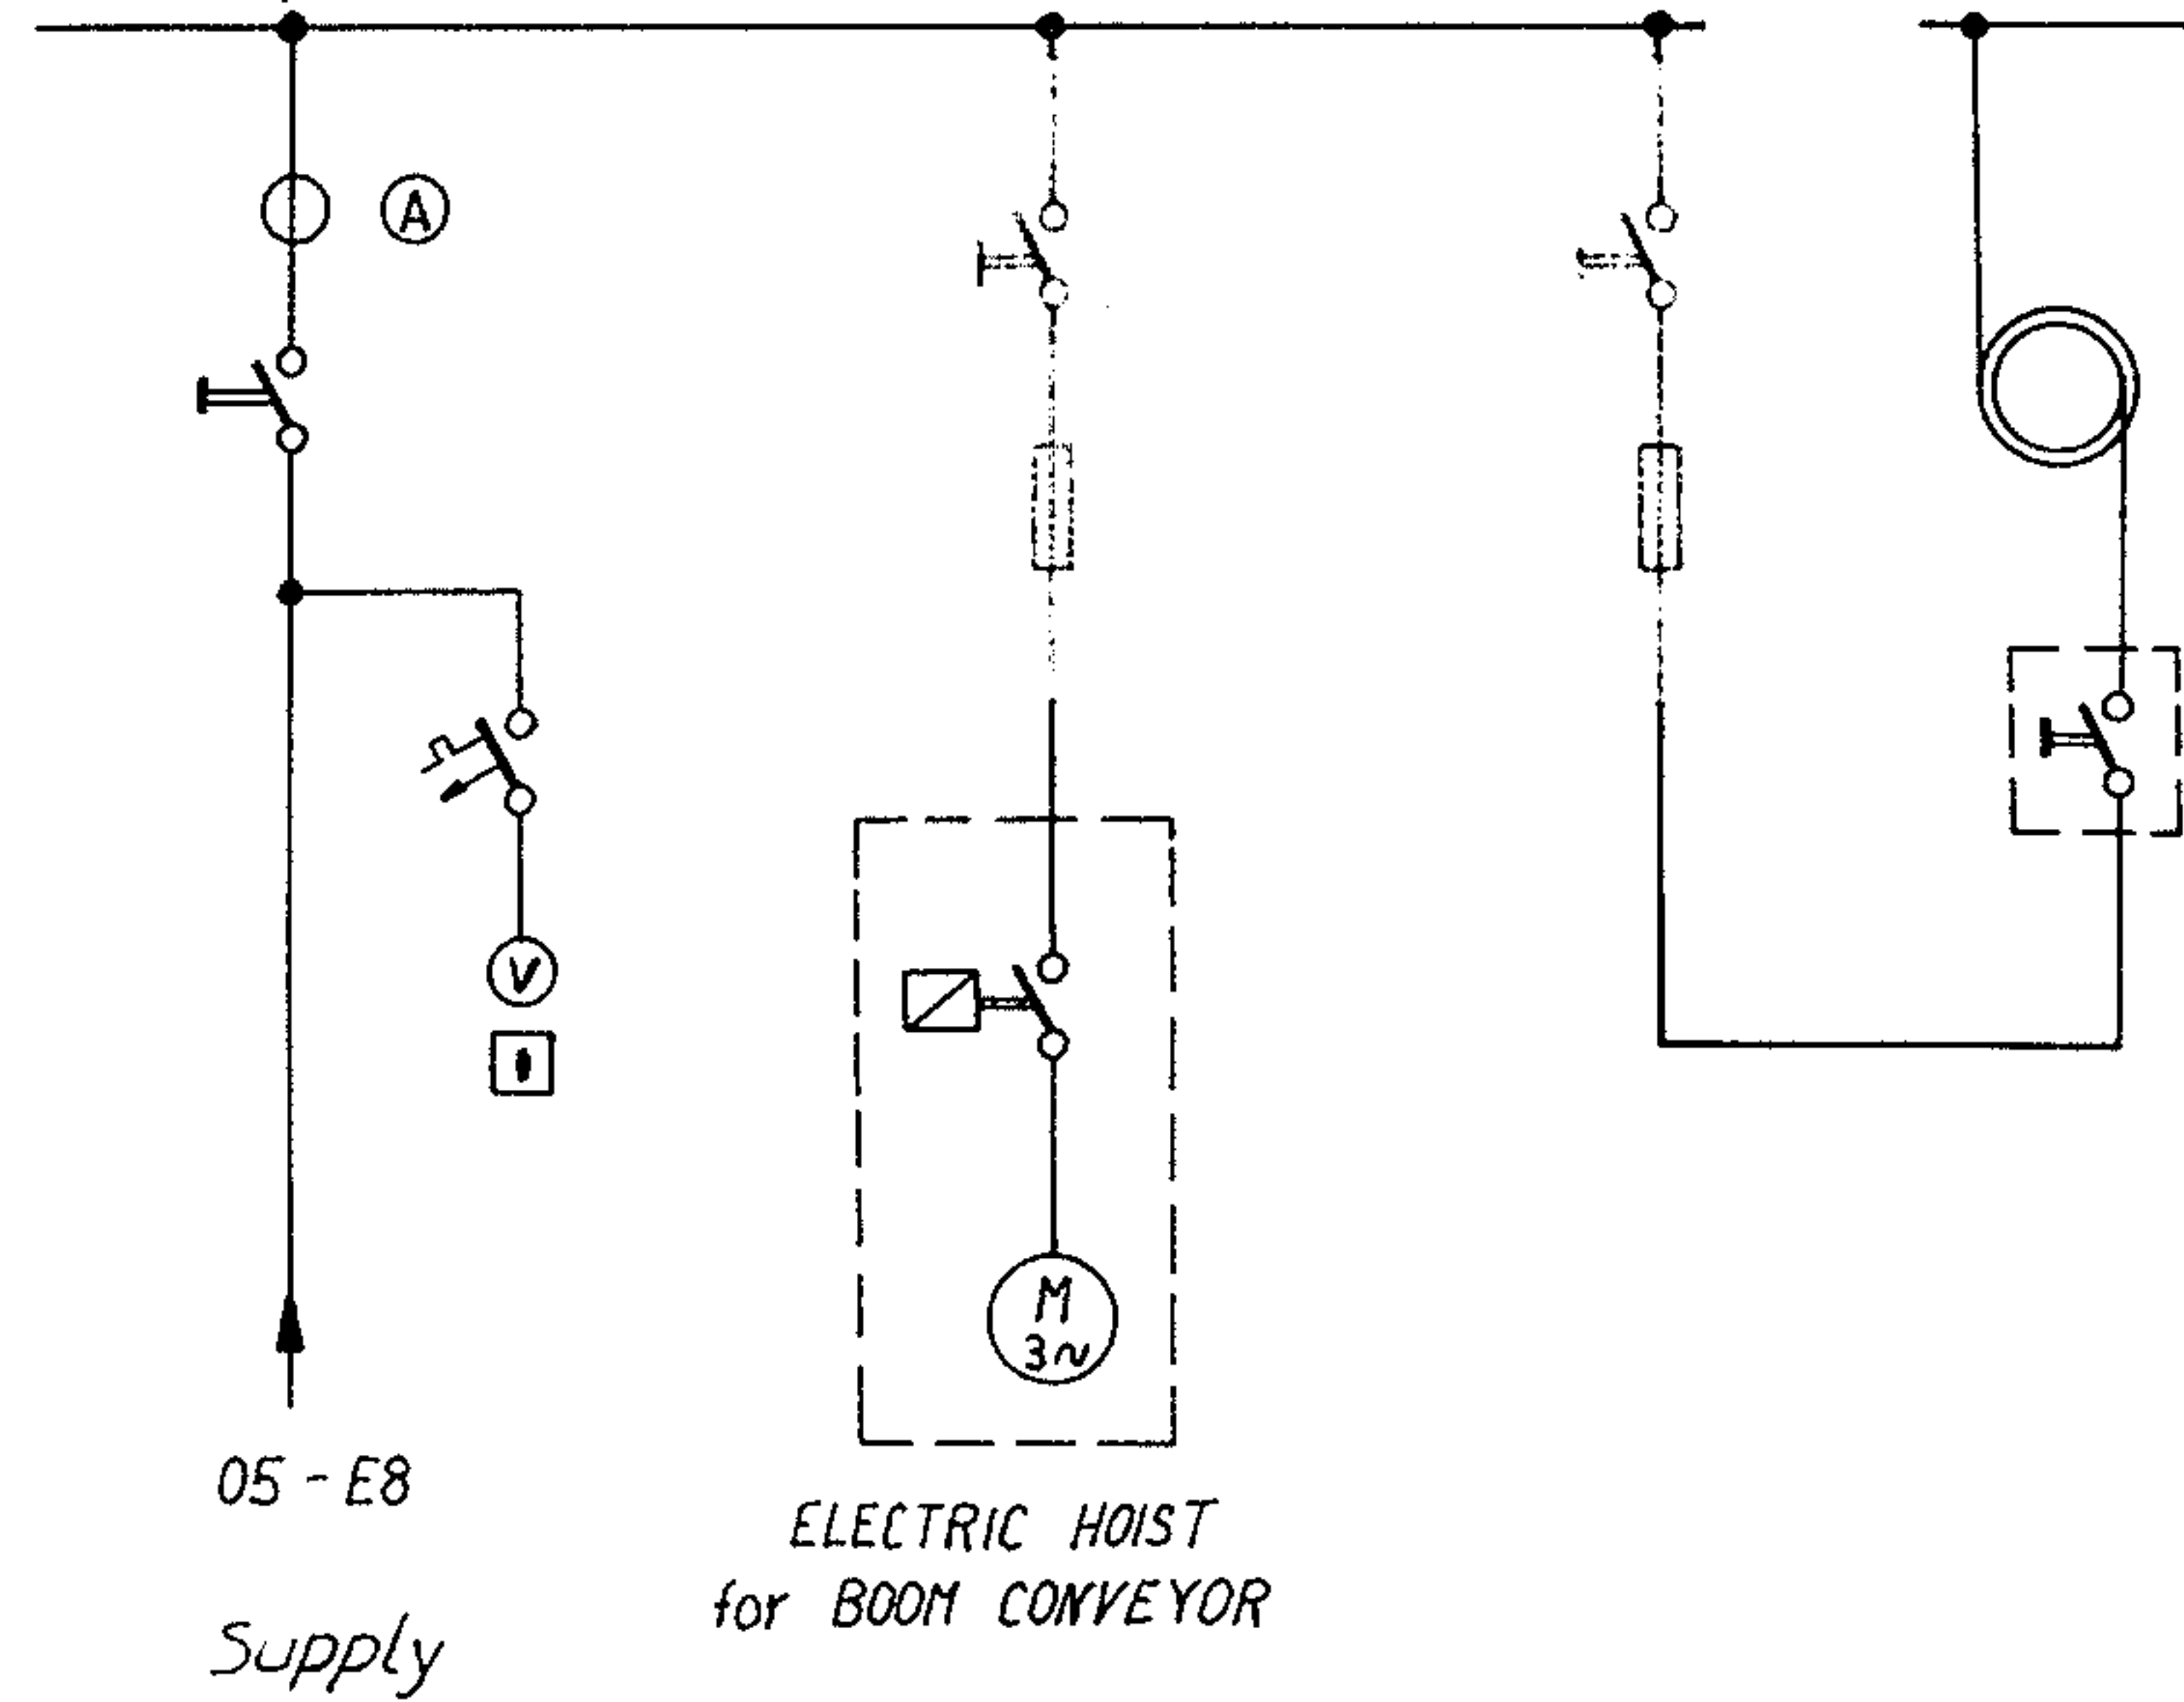 A
V
M
3~
05 - E8
Supply
ELECTRIC HOIST
for BOOM CONVEYOR